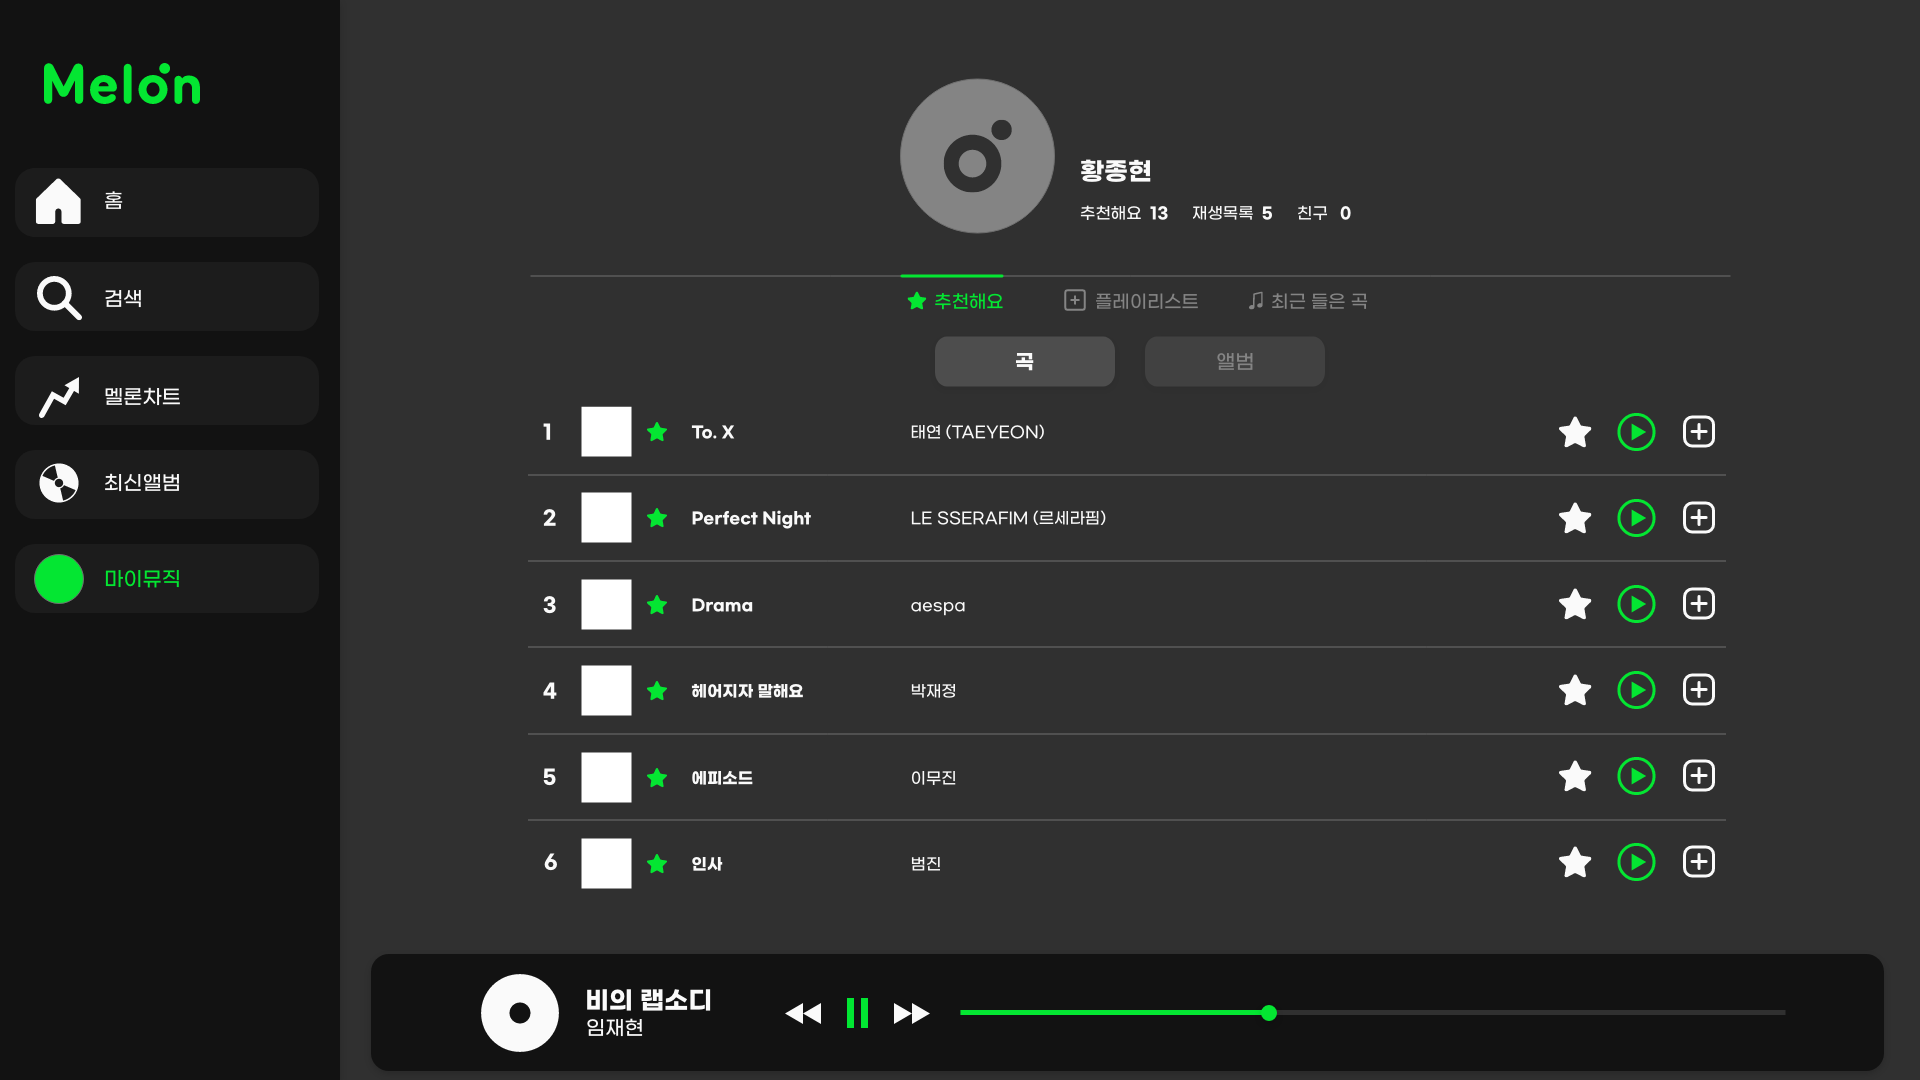 Melon
홈
검색
멜론차트
최신앨범
마이뮤직
황종현
추천해요 13 재생목록 5 친구 0
추천해요 플레이리스트 최근 들은 곡
곡 앨범
1 To. X 태연 (TAEYEON)
2 Perfect Night LE SSERAFIM (르세라핌)
3 Drama aespa
4 헤어지자 말해요 박재정
5 에피소드 이무진
6 인사 범진
비의 랩소디
임재현